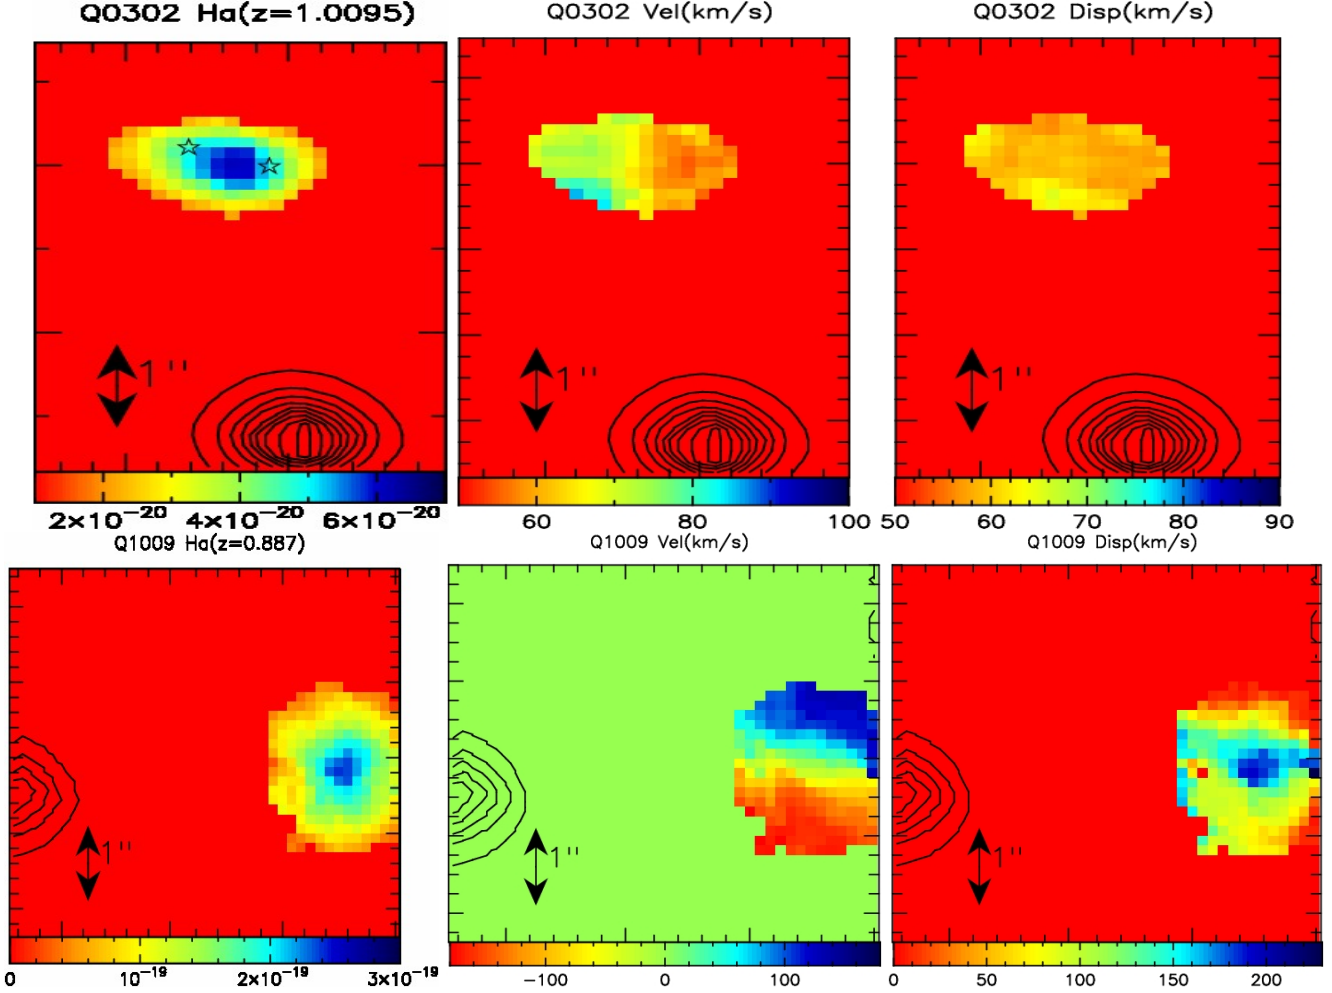 Q0302 Ha(z=1.0095)
Q0302 Vel(km/s)
Q0302 Disp(km/s)
1"
1"
1"
2×10−20 4×10−20 6×10−20
60 80 100
50 60 70 80 90
Q1009 Ha(z=0.887)
Q1009 Vel(km/s)
Q1009 Disp(km/s)
1"
1"
1"
0 10−19 2×10−19 3×10−19
−100 0 100
0 50 100 150 200